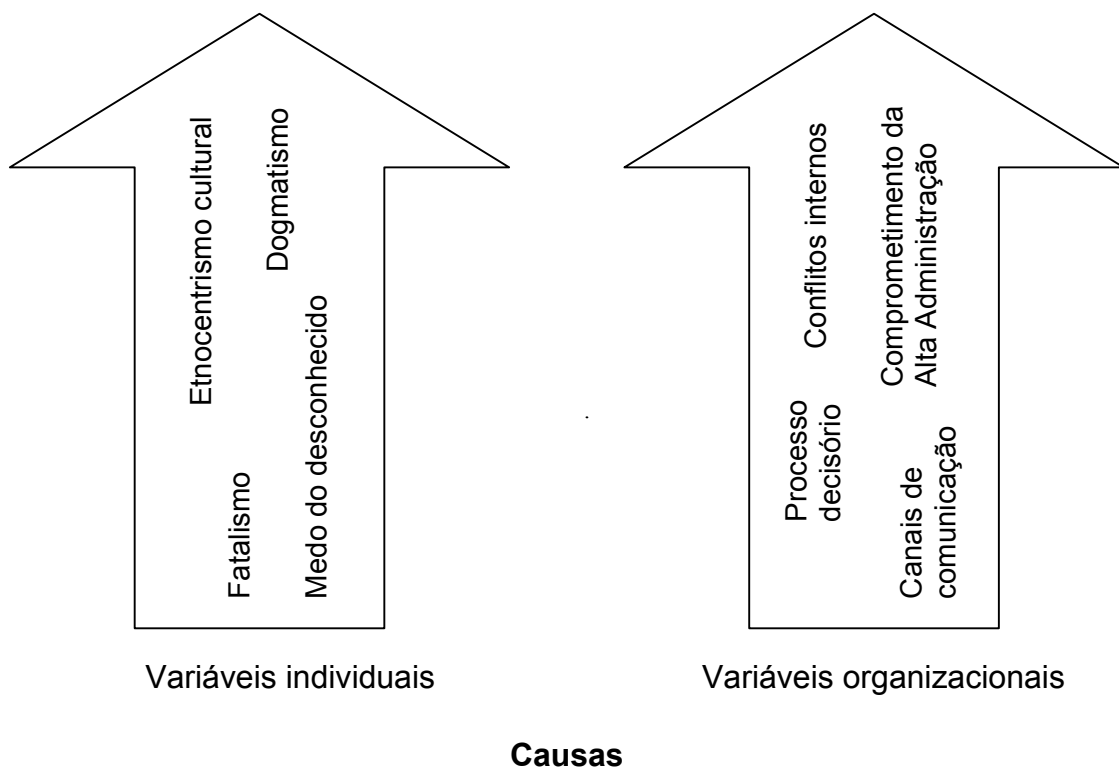 Etnocentrismo cultural
Dogmatismo
Fatalismo
Medo do desconhecido
Conflitos internos
Comprometimento da
Alta Administração
Processo
decisório
Canais de
comunicação
Variáveis individuais
Variáveis organizacionais
Causas